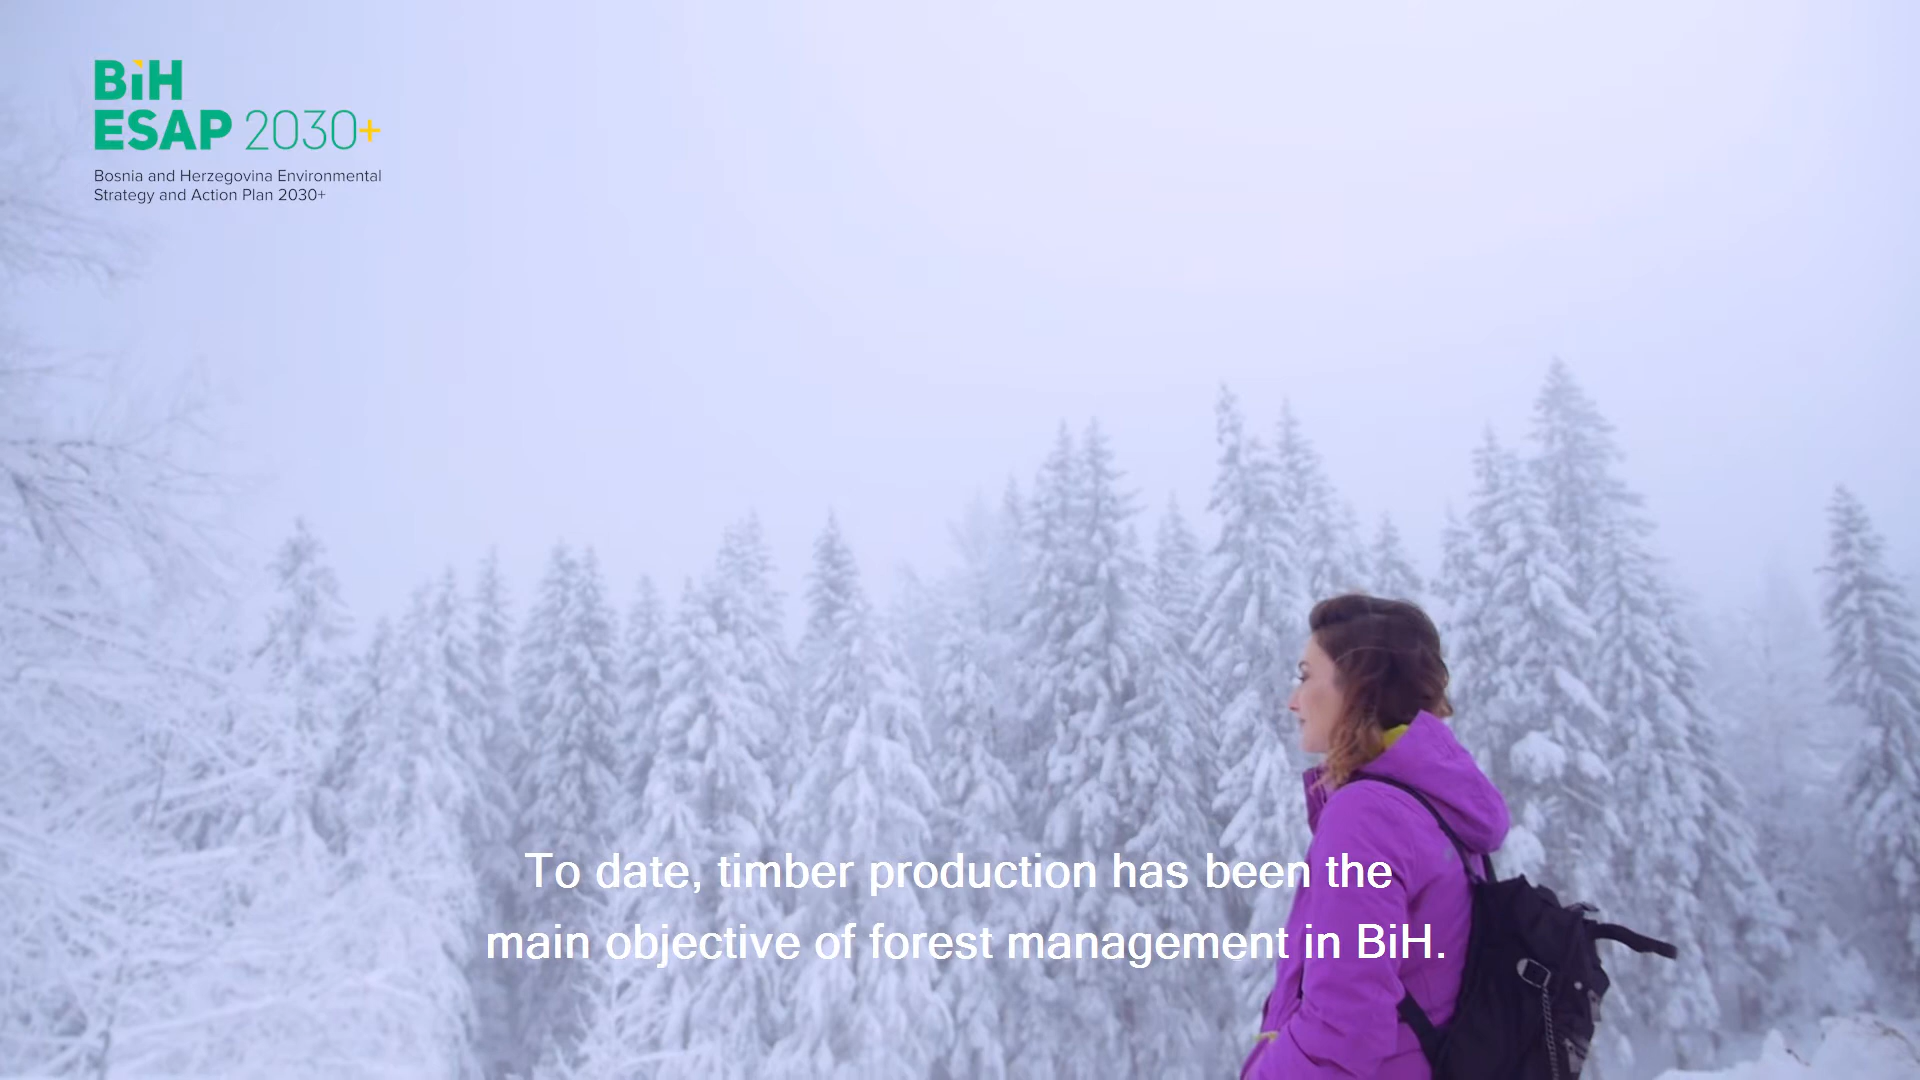 BiH
ESAP 2030+
Bosnia and Herzegovina Environmental
Strategy and Action Plan 2030+
To date, timber production has been the
main objective of forest management in BiH.